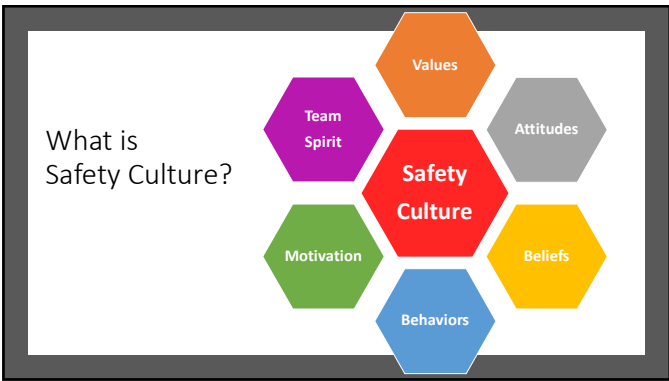 What is
Safety Culture?
Values
Attitudes
Beliefs
Behaviors
Motivation
Team
Spirit
Safety
Culture